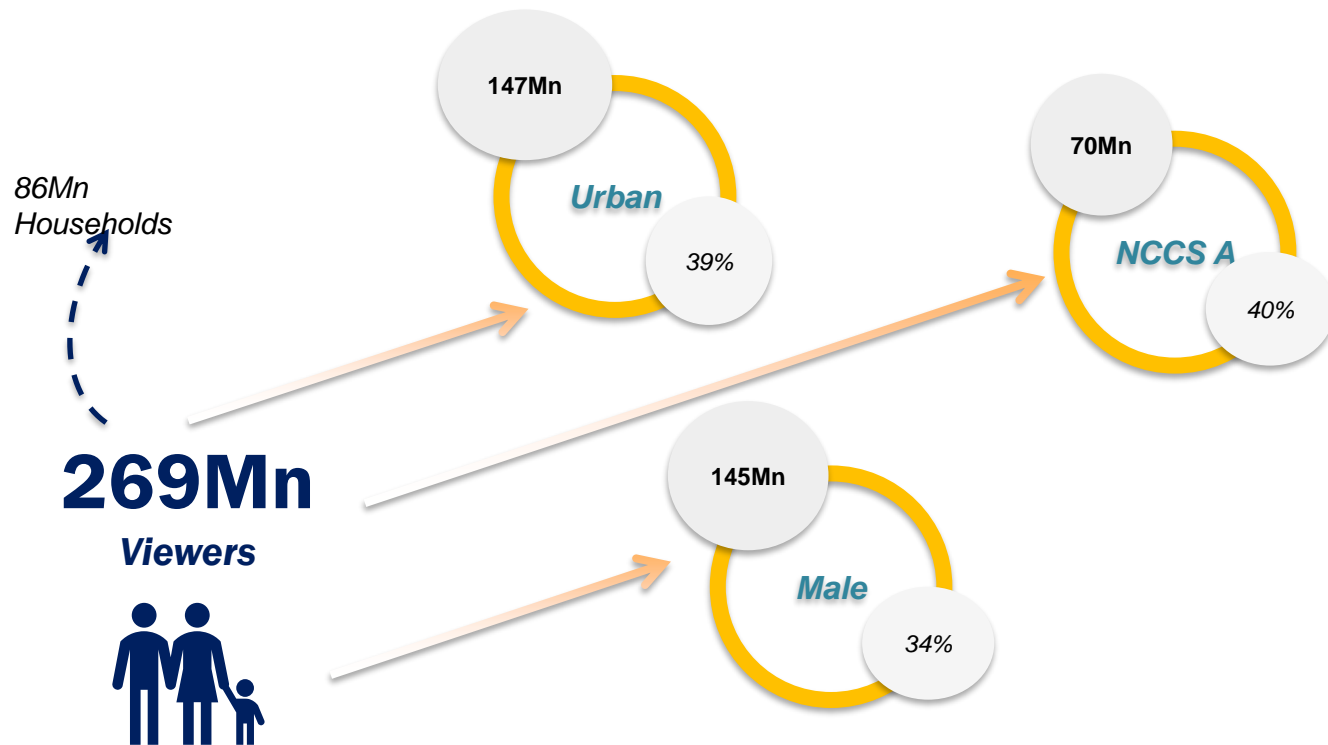 86Mn
Households
269Mn
Viewers
147Mn
Urban
39%
70Mn
NCCS A
40%
145Mn
Male
34%